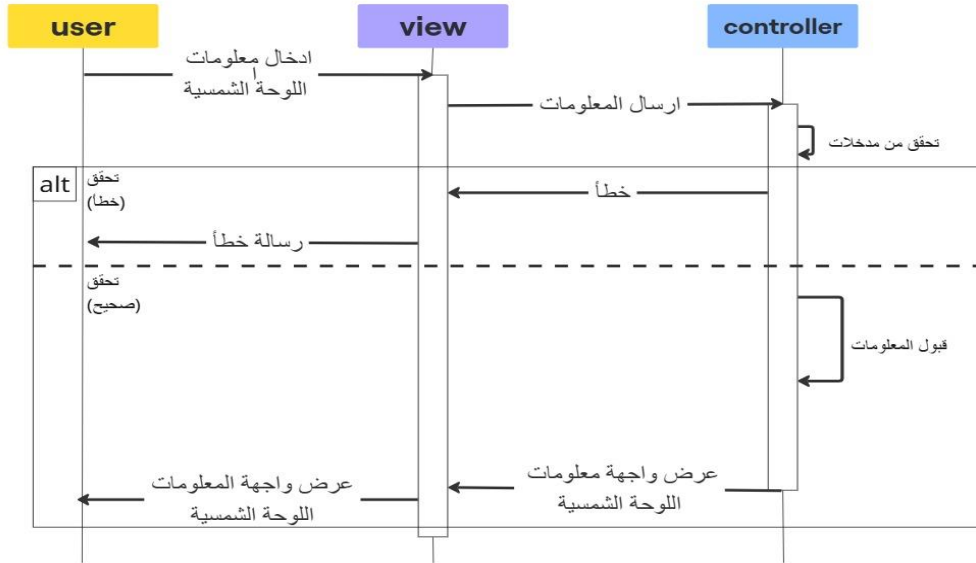 user
view
controller
ادخال معلومات
ا
اللوحة الشمسية
ارسال المعلومات
تحقق من مدخلات
alt
تحقق
(خطأ)
خطأ
رسالة خطأ
تحقق
(صحيح)
قبول المعلومات
عرض واجهة معلومات
اللوحة الشمسية
عرض واجهة المعلومات
اللوحة الشمسية